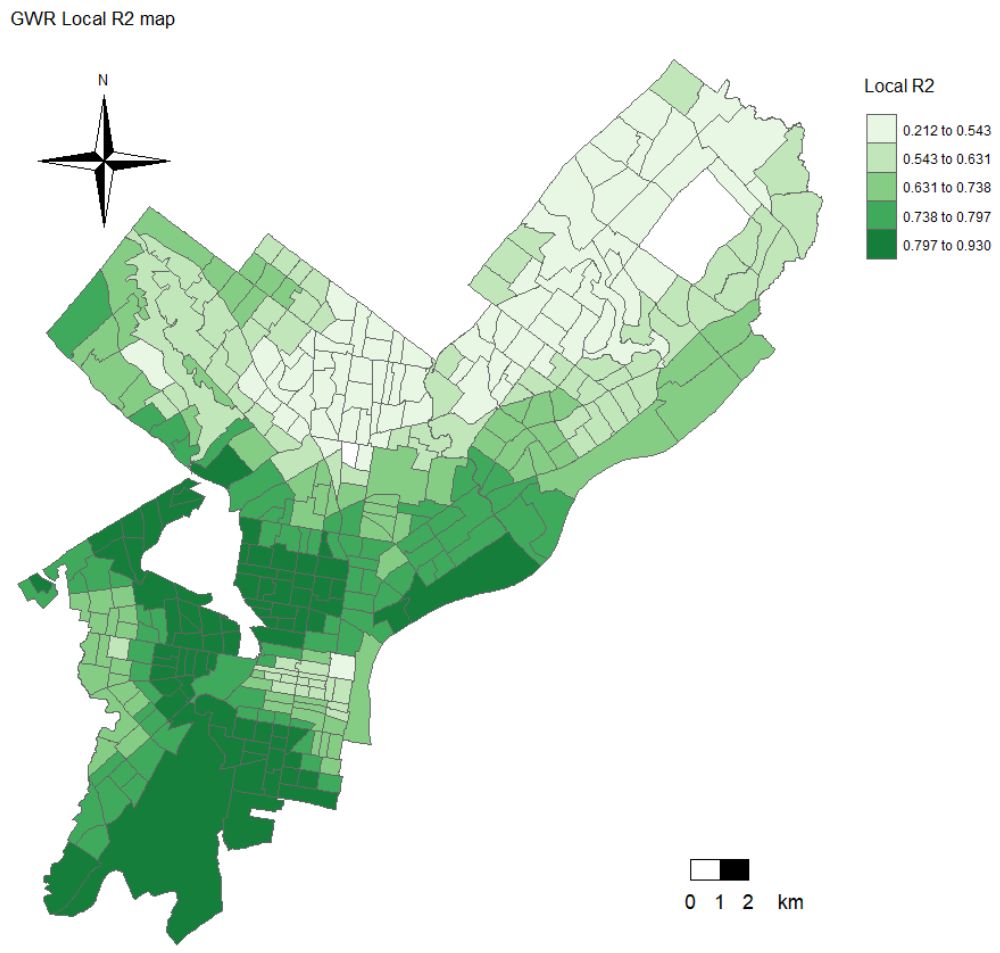 GWR Local R2 map
N
Local R2
0.212 to 0.543
0.543 to 0.631
0.631 to 0.738
0.738 to 0.797
0.797 to 0.930
0 1 2 km